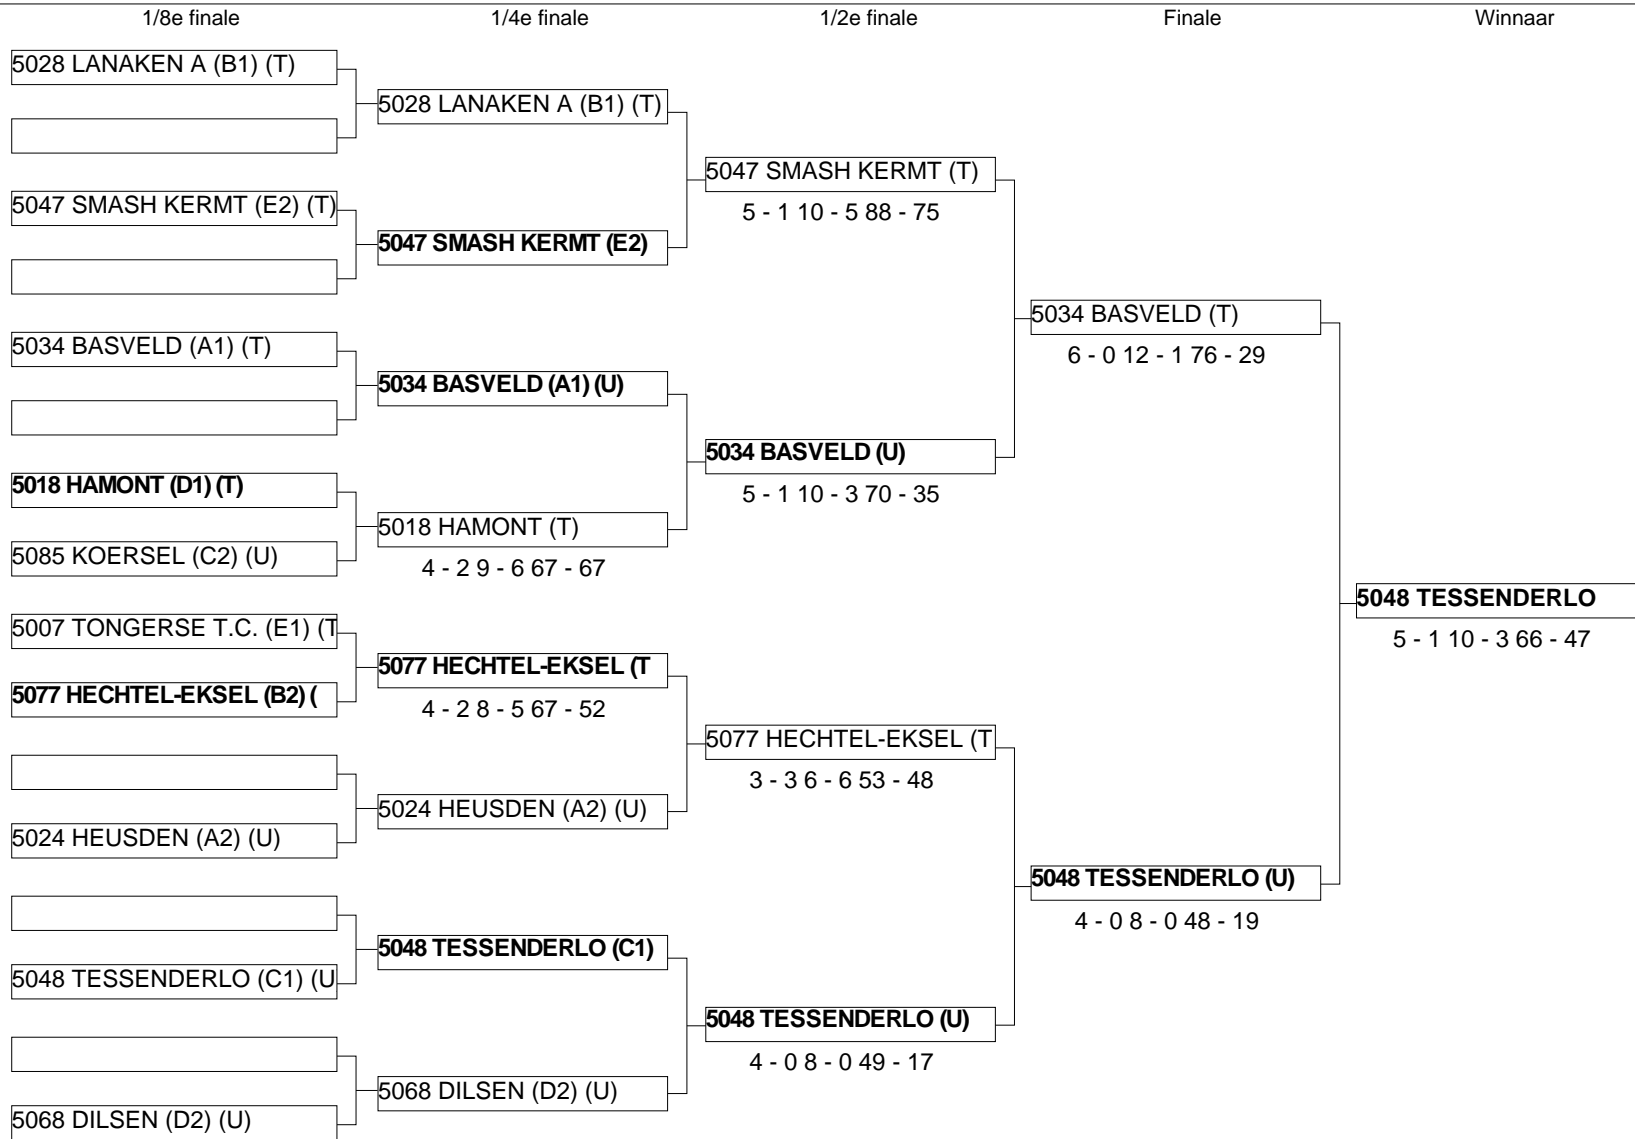 1/8e finale
1/4e finale
1/2e finale
Finale
Winnaar
5028 LANAKEN A (B1) (T)
5047 SMASH KERMT (E2) (T)
5034 BASVELD (A1) (T)
5018 HAMONT (D1) (T)
5085 KOERSEL (C2) (U)
5007 TONGERSE T.C. (E1) (T
5077 HECHTEL-EKSEL (B2) (
5024 HEUSDEN (A2) (U)
5048 TESSENDERLO (C1) (U
5068 DILSEN (D2) (U)
5028 LANAKEN A (B1) (T)
5047 SMASH KERMT (E2)
5034 BASVELD (A1) (U)
5018 HAMONT (T)
4 - 2 9 - 6 67 - 67
5077 HECHTEL-EKSEL (T
4 - 2 8 - 5 67 - 52
5024 HEUSDEN (A2) (U)
5048 TESSENDERLO (C1)
5068 DILSEN (D2) (U)
5047 SMASH KERMT (T)
5 - 1 10 - 5 88 - 75
5034 BASVELD (U)
5 - 1 10 - 3 70 - 35
5077 HECHTEL-EKSEL (T
3 - 3 6 - 6 53 - 48
5048 TESSENDERLO (U)
4 - 0 8 - 0 49 - 17
5034 BASVELD (T)
6 - 0 12 - 1 76 - 29
5048 TESSENDERLO (U)
4 - 0 8 - 0 48 - 19
5048 TESSENDERLO
5 - 1 10 - 3 66 - 47